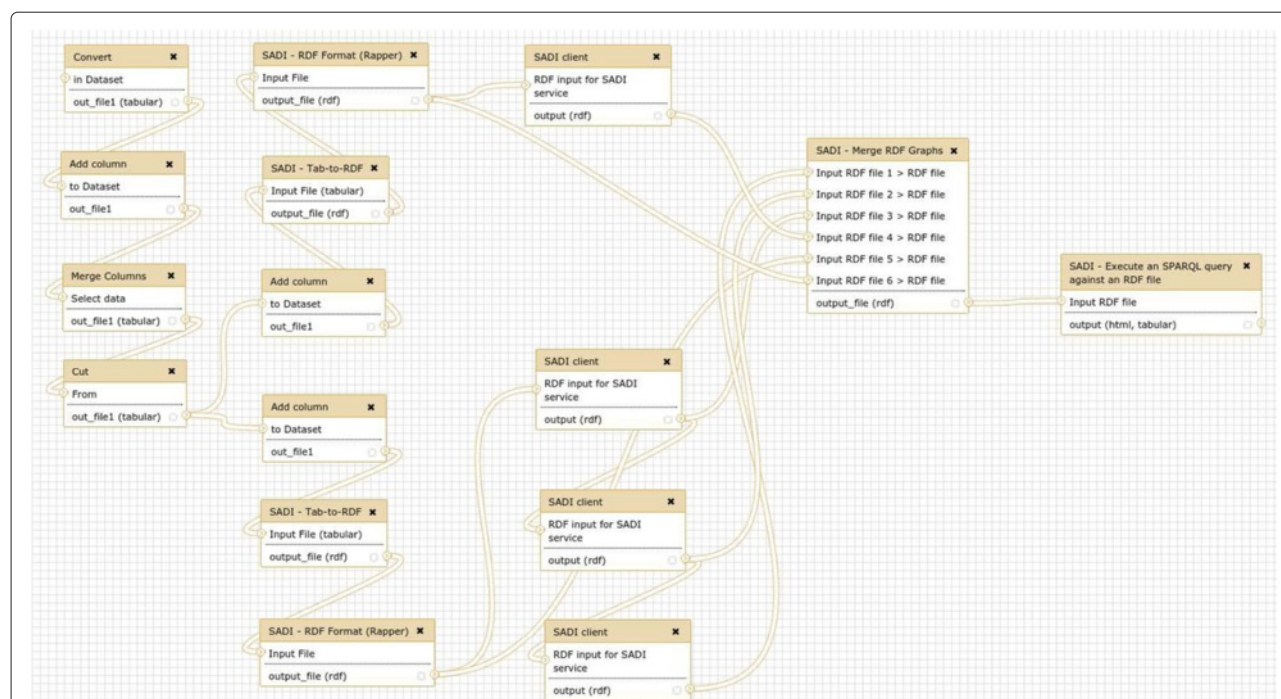 Convert ✖
in Dataset
out_file1 (tabular)
Add column ✖
to Dataset
out_file1
Merge Columns ✖
Select data
out_file1 (tabular)
Cut ✖
From
out_file1 (tabular)
SADI - RDF Format (Rapper) ✖
Input File
output_file (rdf)
SADI - Tab-to-RDF ✖
Input File (tabular)
output_file (rdf)
Add column ✖
to Dataset
out_file1
Add column ✖
to Dataset
out_file1
SADI - Tab-to-RDF ✖
Input File (tabular)
output_file (rdf)
SADI - RDF Format (Rapper) ✖
Input File
output_file (rdf)
SADI client ✖
RDF input for SADI
service
output (rdf)
SADI client ✖
RDF input for SADI
service
output (rdf)
SADI client ✖
RDF input for SADI
service
output (rdf)
SADI client ✖
RDF input for SADI
service
output (rdf)
SADI - Merge RDF Graphs ✖
Input RDF file 1 > RDF file
Input RDF file 2 > RDF file
Input RDF file 3 > RDF file
Input RDF file 4 > RDF file
Input RDF file 5 > RDF file
Input RDF file 6 > RDF file
output_file (rdf)
SADI - Execute an SPARQL query ✖
against an RDF file
Input RDF file
output (html, tabular)